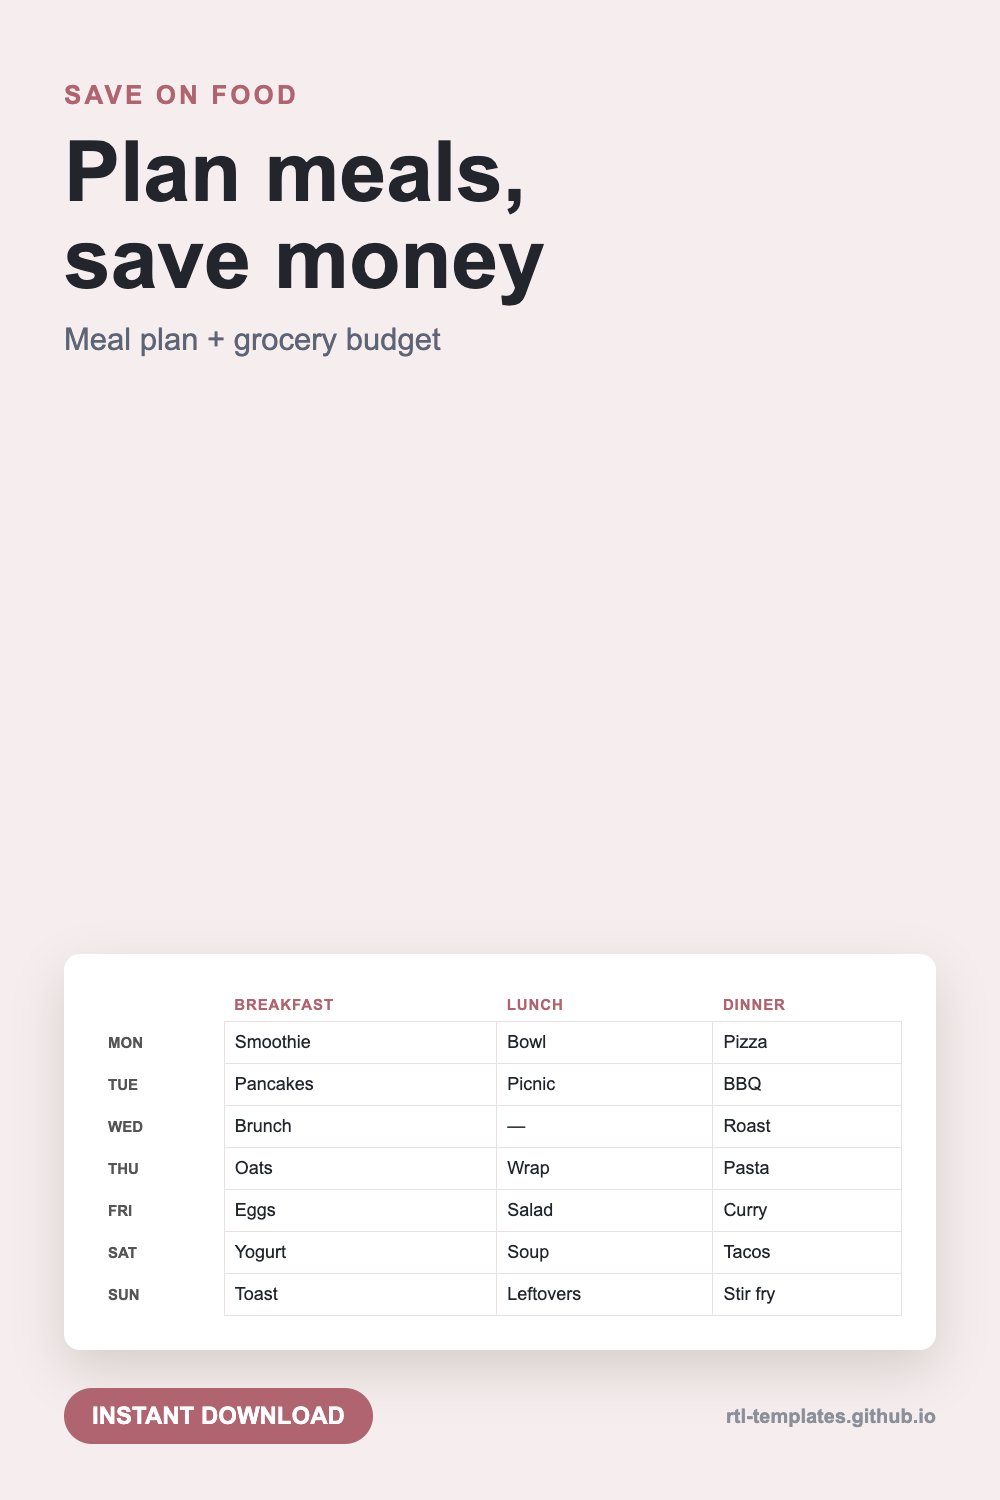 SAVE ON FOOD
Plan meals,
save money
Meal plan + grocery budget
BREAKFAST LUNCH DINNER
MON Smoothie Bowl Pizza
TUE Pancakes Picnic BBQ
WED Brunch — Roast
THU Oats Wrap Pasta
FRI Eggs Salad Curry
SAT Yogurt Soup Tacos
SUN Toast Leftovers Stir fry
INSTANT DOWNLOAD
rtl-templates.github.io